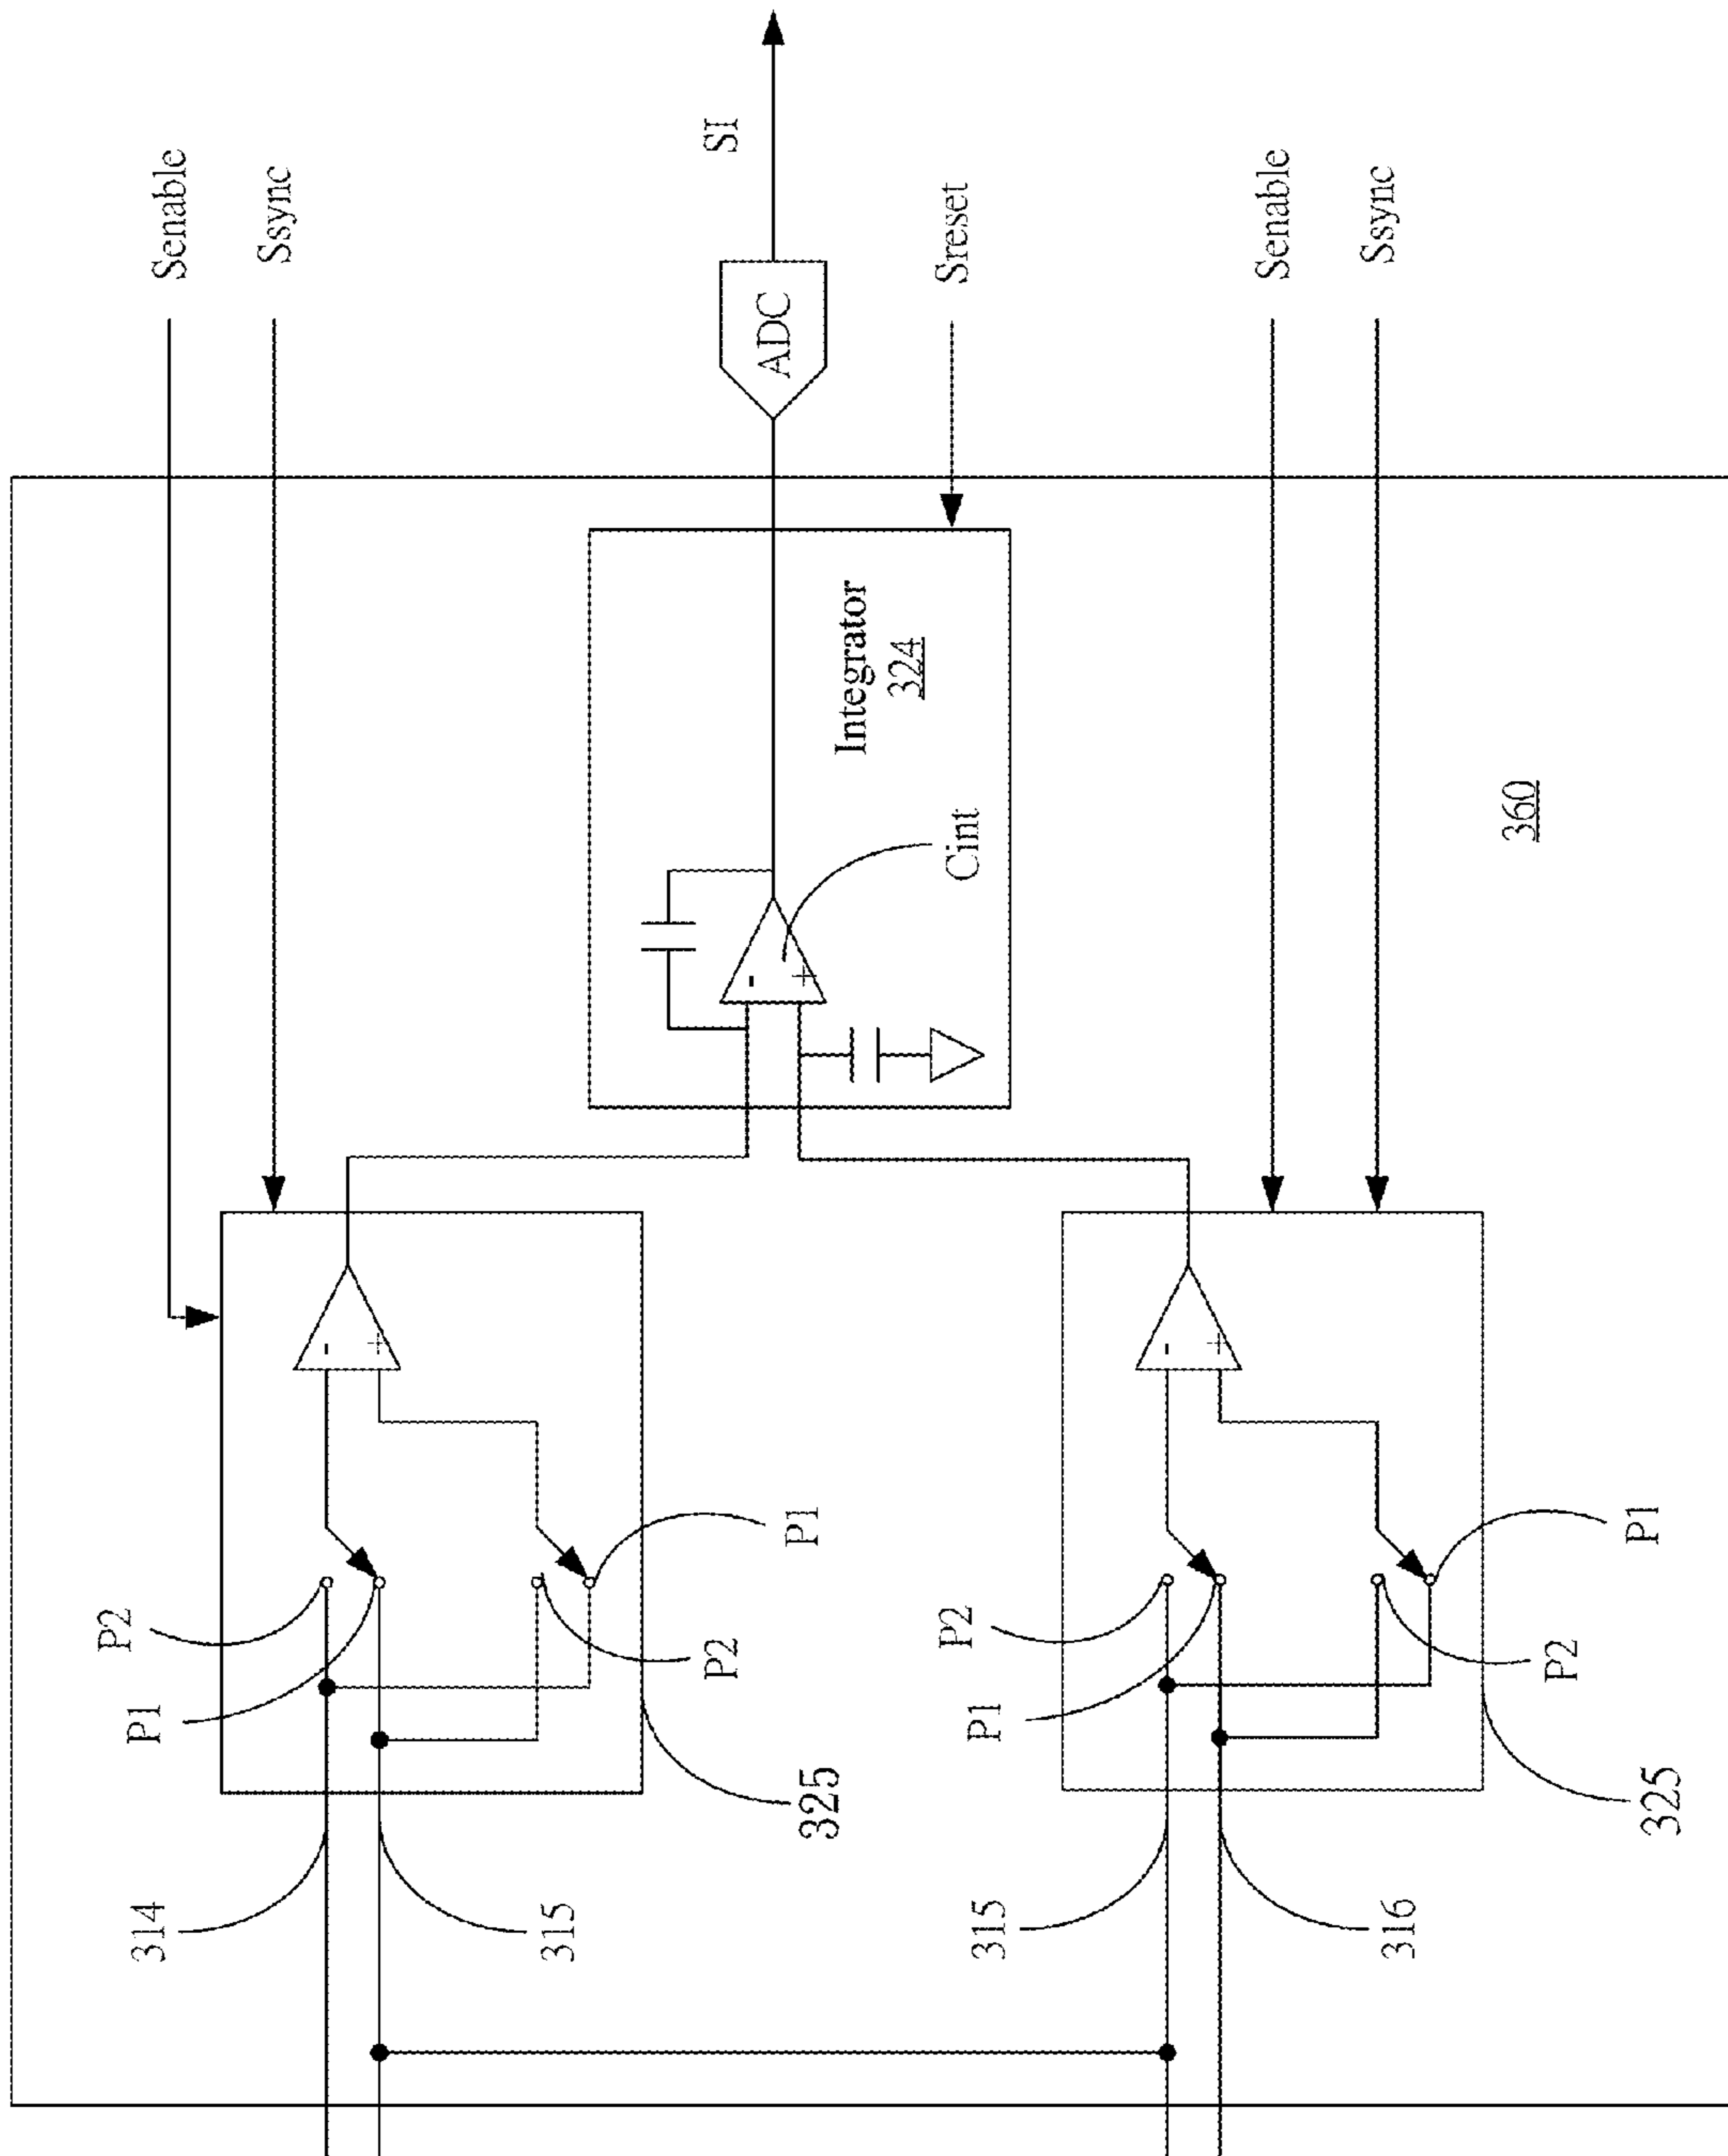 Senable
Ssync
SI
ADC
Sreset
Senable
Ssync
Integrator
324
Cint
360
-
+
-
+
-
+
P2
P1
P1
P2
325
P2
P1
P1
P2
325
314
315
315
316